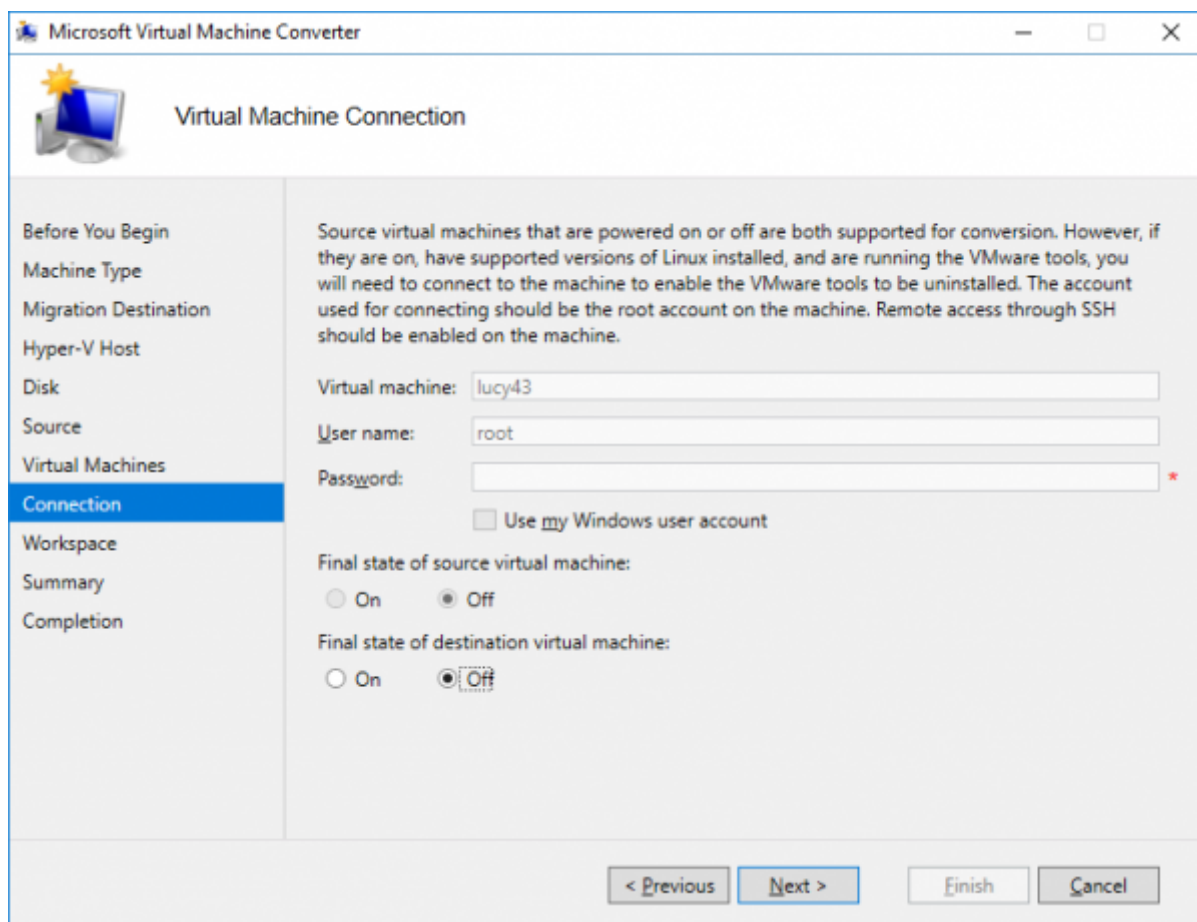 Microsoft Virtual Machine Converter
Virtual Machine Connection
Before You Begin
Machine Type
Migration Destination
Hyper-V Host
Disk
Source
Virtual Machines
Connection
Workspace
Summary
Completion
Source virtual machines that are powered on or off are both supported for conversion. However, if
they are on, have supported versions of Linux installed, and are running the VMware tools, you
will need to connect to the machine to enable the VMware tools to be uninstalled. The account
used for connecting should be the root account on the machine. Remote access through SSH
should be enabled on the machine.
Virtual machine: lucy43
User name: root
Password: *
Use my Windows user account
Final state of source virtual machine:
On Off
Final state of destination virtual machine:
On Off
< Previous Next > Finish Cancel